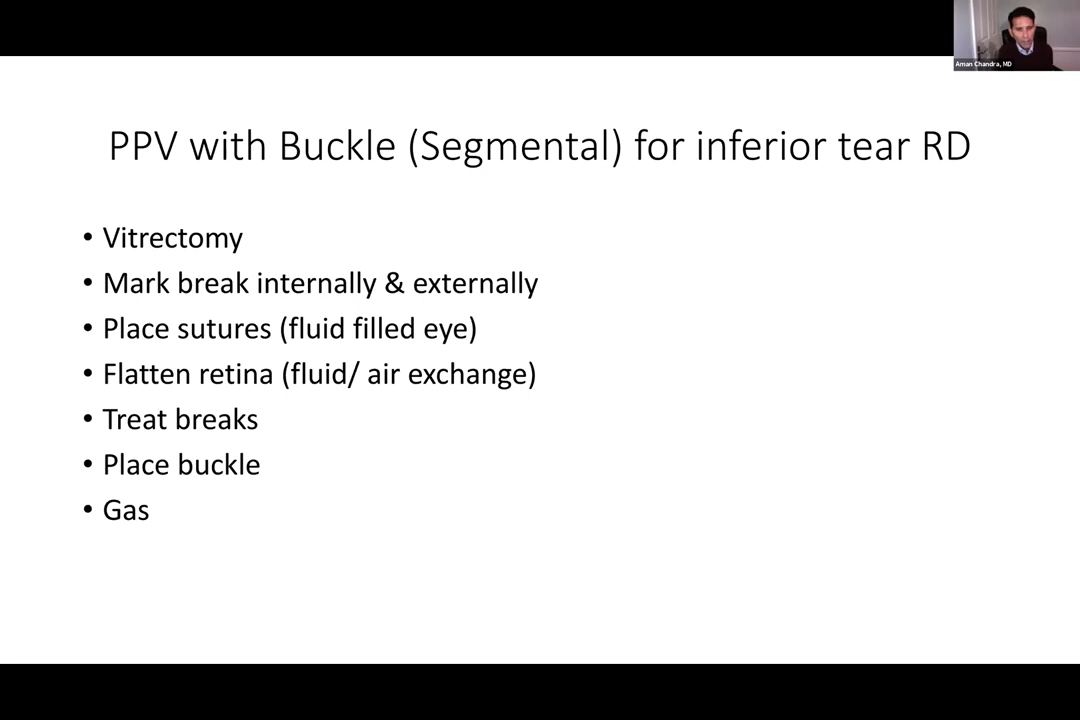 Aman Chandra, MD
PPV with Buckle (Segmental) for inferior tear RD
• Vitrectomy
• Mark break internally & externally
• Place sutures (fluid filled eye)
• Flatten retina (fluid/ air exchange)
• Treat breaks
• Place buckle
• Gas